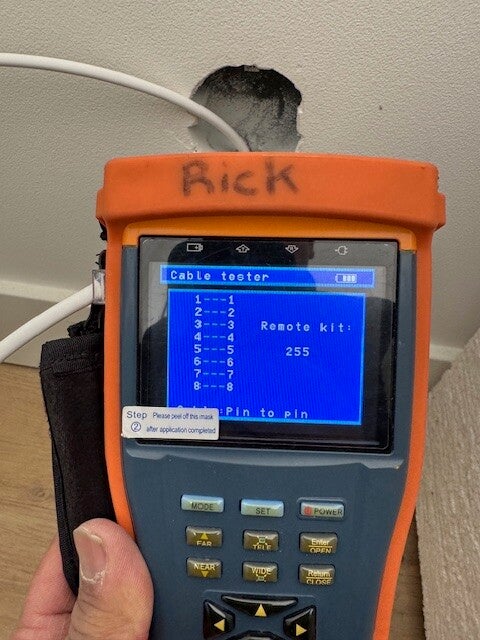 Rick
Cable tester
1---1
2---2
3---3
4---4
5---5
6---6
7---7
8---8
Remote kit:
255
:Pin to pin
Step Please peel off this mask
② after application completed
MODE SET POWER
FAR TELE Enter/OPEN
NEAR WIDE Return/CLOSE